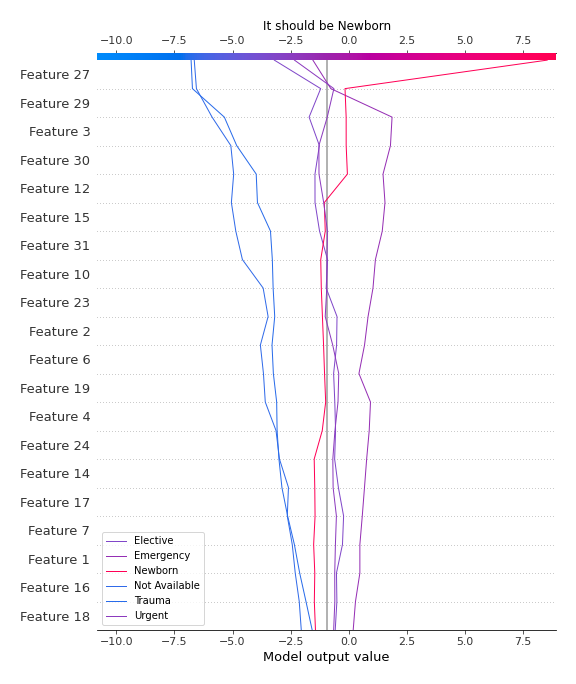 It should be Newborn
−10.0 −7.5 −5.0 −2.5 0.0 2.5 5.0 7.5
Feature 27
Feature 29
Feature 3
Feature 30
Feature 12
Feature 15
Feature 31
Feature 10
Feature 23
Feature 2
Feature 6
Feature 19
Feature 4
Feature 24
Feature 14
Feature 17
Feature 7
Feature 1
Feature 16
Feature 18
Elective
Emergency
Newborn
Not Available
Trauma
Urgent
−10.0 −7.5 −5.0 −2.5 0.0 2.5 5.0 7.5
Model output value